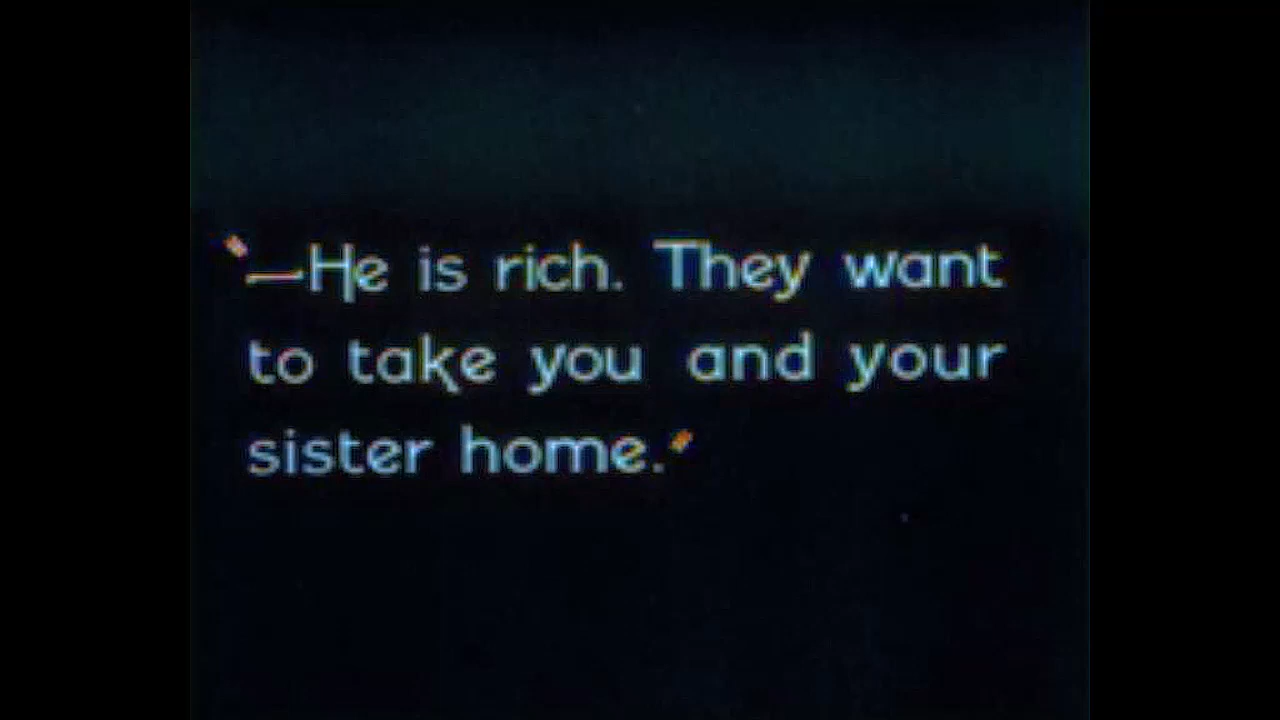 "—He is rich. They want
to take you and your
sister home."